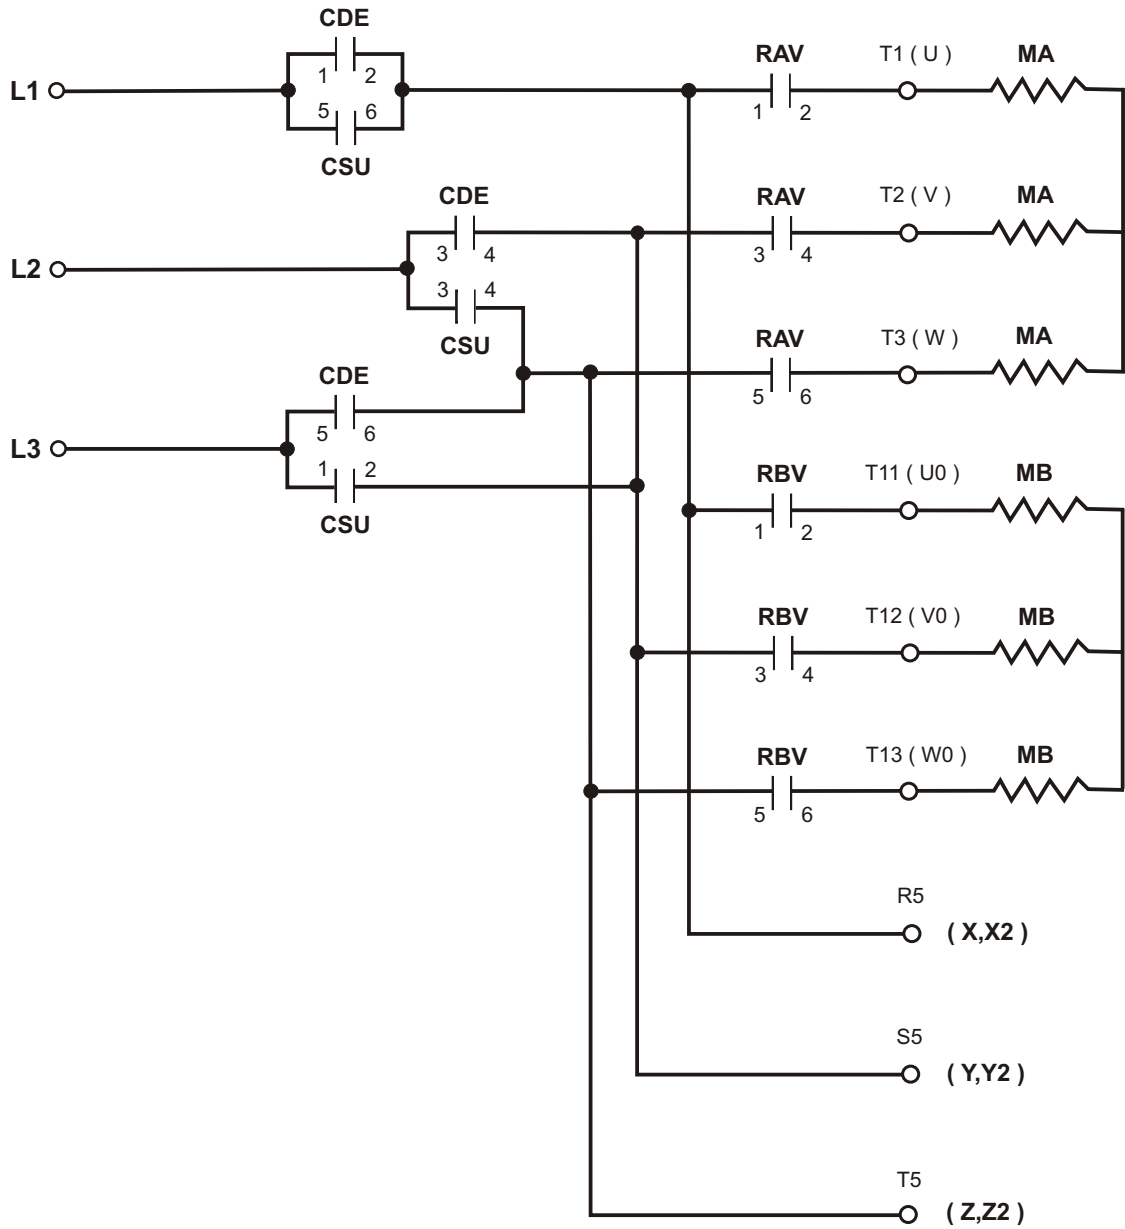 CDE
RAV T1 ( U ) MA
L1
1 2
5 6
1 2
CSU
CDE
RAV T2 ( V ) MA
3 4
3 4
L2
3 4
CSU
RAV T3 ( W ) MA
CDE
5 6
5 6
L3
1 2
RBV T11 ( U0 ) MB
CSU
1 2
RBV T12 ( V0 ) MB
3 4
RBV T13 ( W0 ) MB
5 6
R5
( X,X2 )
S5
( Y,Y2 )
T5
( Z,Z2 )